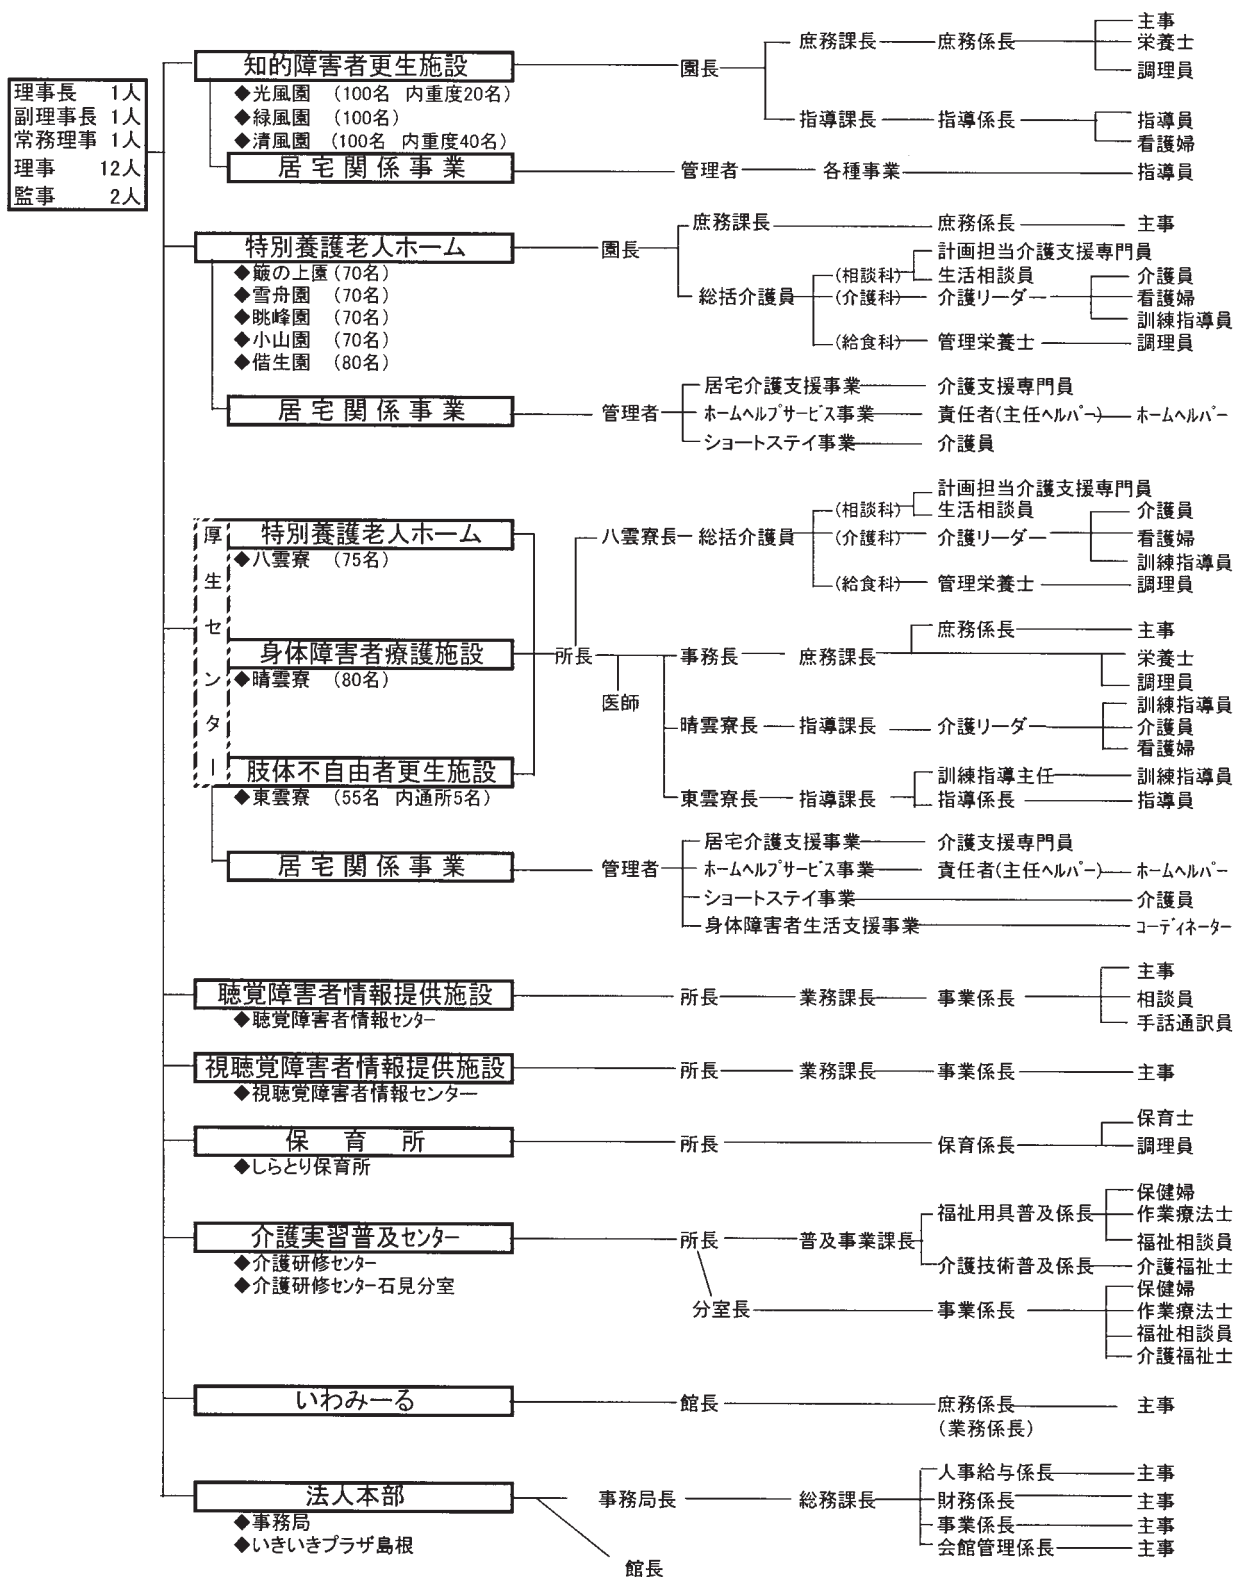 理事長 1人
副理事長 1人
常務理事 1人
理事 12人
監事 2人
知的障害者更生施設 園長 庶務課長 庶務係長 主事
栄養士
調理員
◆光風園 (100名 内重度20名)
◆緑風園 (100名)
◆清風園 (100名 内重度40名)
指導課長 指導係長 指導員
看護婦
居宅関係事業 管理者 各種事業 指導員
特別養護老人ホーム 園長 庶務課長 庶務係長 主事
◆簸の上園 (70名)
◆雪舟園 (70名)
◆眺峰園 (70名)
◆小山園 (70名)
◆偕生園 (80名)
総括介護員 (相談科) 計画担当介護支援専門員
生活相談員
(介護科) 介護リーダー 介護員
看護婦
訓練指導員
(給食科) 管理栄養士 調理員
居宅関係事業 管理者 居宅介護支援事業 介護支援専門員
ホームヘルプサービス事業 責任者(主任ヘルパー) ホームヘルパー
ショートステイ事業 介護員
厚生センター
特別養護老人ホーム
◆八雲寮 (75名)
八雲寮長 総括介護員 (相談科) 計画担当介護支援専門員
生活相談員
(介護科) 介護リーダー 介護員
看護婦
訓練指導員
(給食科) 管理栄養士 調理員
身体障害者療護施設 所長
◆晴雲寮 (80名)
医師
事務長 庶務課長 庶務係長 主事
栄養士
調理員
晴雲寮長 指導課長 介護リーダー 訓練指導員
介護員
看護婦
肢体不自由者更生施設
◆東雲寮 (55名 内通所5名)
東雲寮長 指導課長 訓練指導主任 訓練指導員
指導係長 指導員
居宅関係事業 管理者 居宅介護支援事業 介護支援専門員
ホームヘルプサービス事業 責任者(主任ヘルパー) ホームヘルパー
ショートステイ事業 介護員
身体障害者生活支援事業 コーディネーター
聴覚障害者情報提供施設 所長 業務課長 事業係長 主事
相談員
手話通訳員
◆聴覚障害者情報センター
視聴覚障害者情報提供施設 所長 業務課長 事業係長 主事
◆視聴覚障害者情報センター
保育所 所長 保育係長 保育士
調理員
◆しらとり保育所
介護実習普及センター 所長 普及事業課長 福祉用具普及係長 保健婦
作業療法士
福祉相談員
介護技術普及係長 介護福祉士
◆介護研修センター
◆介護研修センター石見分室
分室長 事業係長 保健婦
作業療法士
福祉相談員
介護福祉士
いわみーる 館長 庶務係長 主事
(業務係長)
法人本部 事務局長 総務課長 人事給与係長 主事
財務係長 主事
事業係長 主事
会館管理係長 主事
◆事務局
◆いきいきプラザ島根
館長